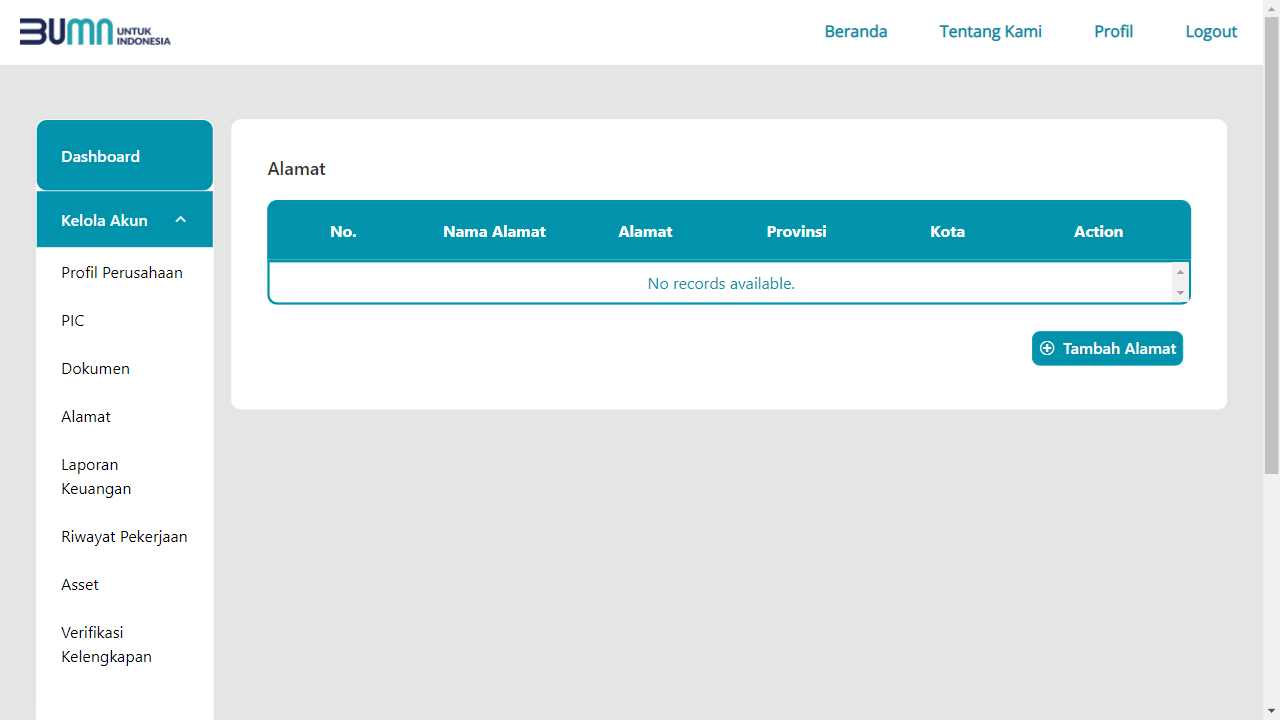 BUMN UNTUK INDONESIA
Beranda Tentang Kami Profil Logout
Dashboard
Kelola Akun
Profil Perusahaan
PIC
Dokumen
Alamat
Laporan
Keuangan
Riwayat Pekerjaan
Asset
Verifikasi
Kelengkapan
Alamat
No. Nama Alamat Alamat Provinsi Kota Action
No records available.
Tambah Alamat